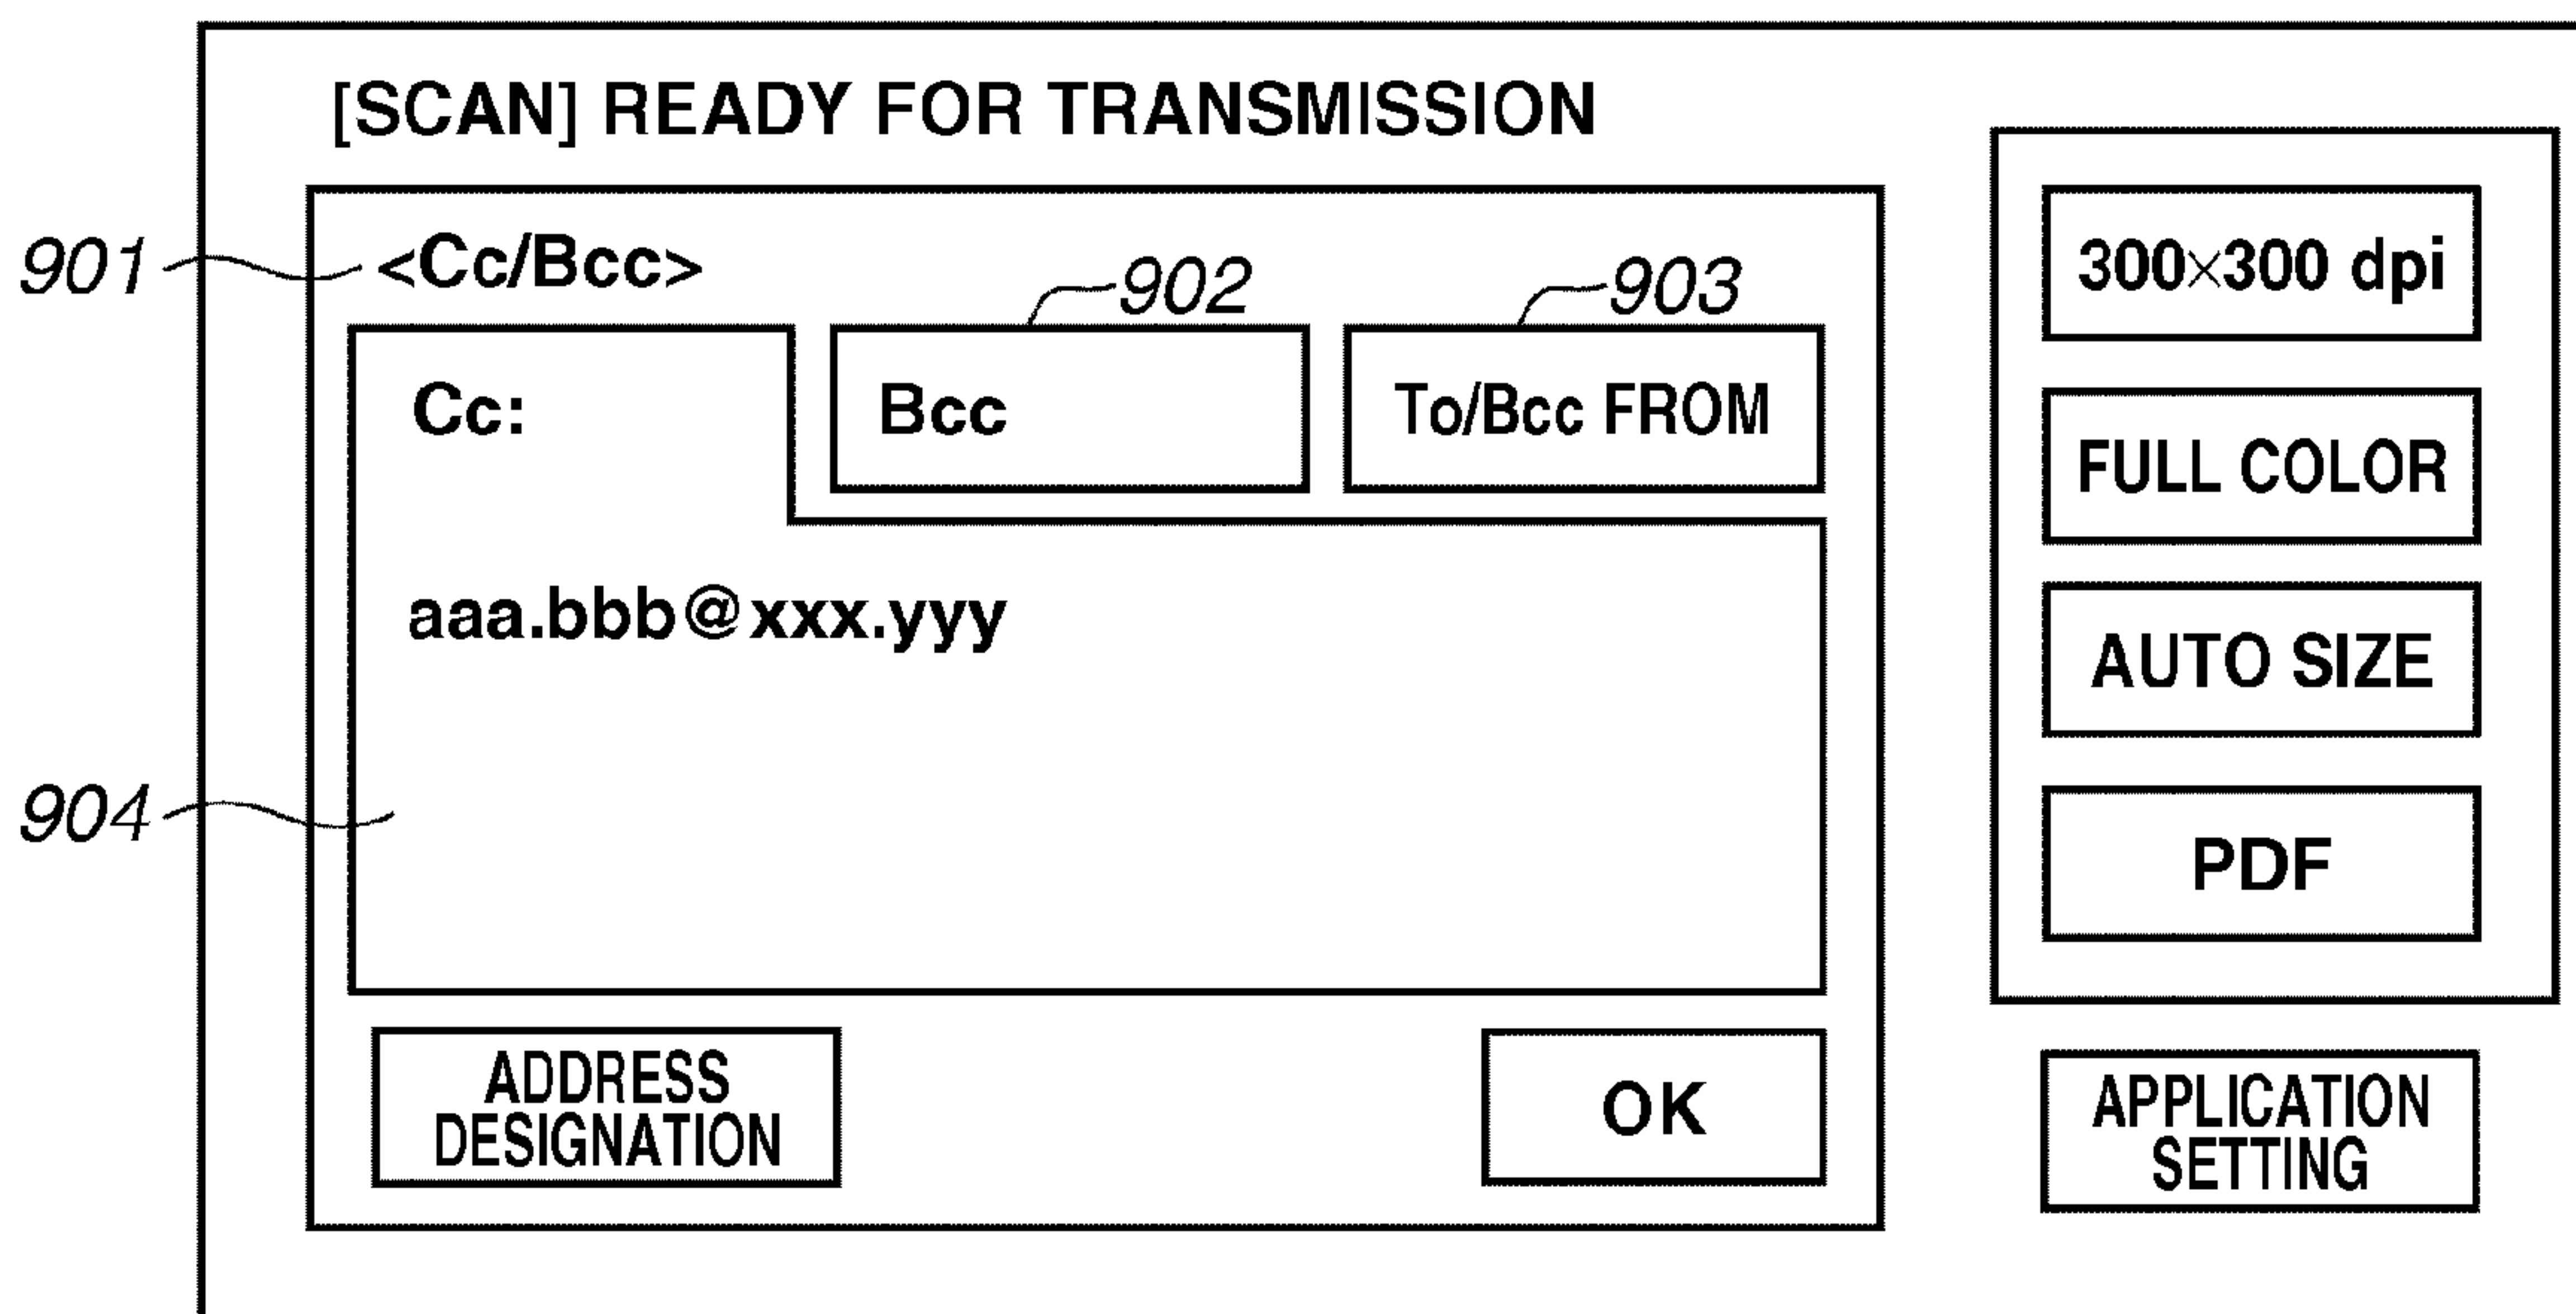 [SCAN] READY FOR TRANSMISSION
901
<Cc/Bcc>
902
903
Cc:
Bcc
To/Bcc FROM
aaa.bbb@xxx.yyy
904
ADDRESS
DESIGNATION
OK
300×300 dpi
FULL COLOR
AUTO SIZE
PDF
APPLICATION
SETTING